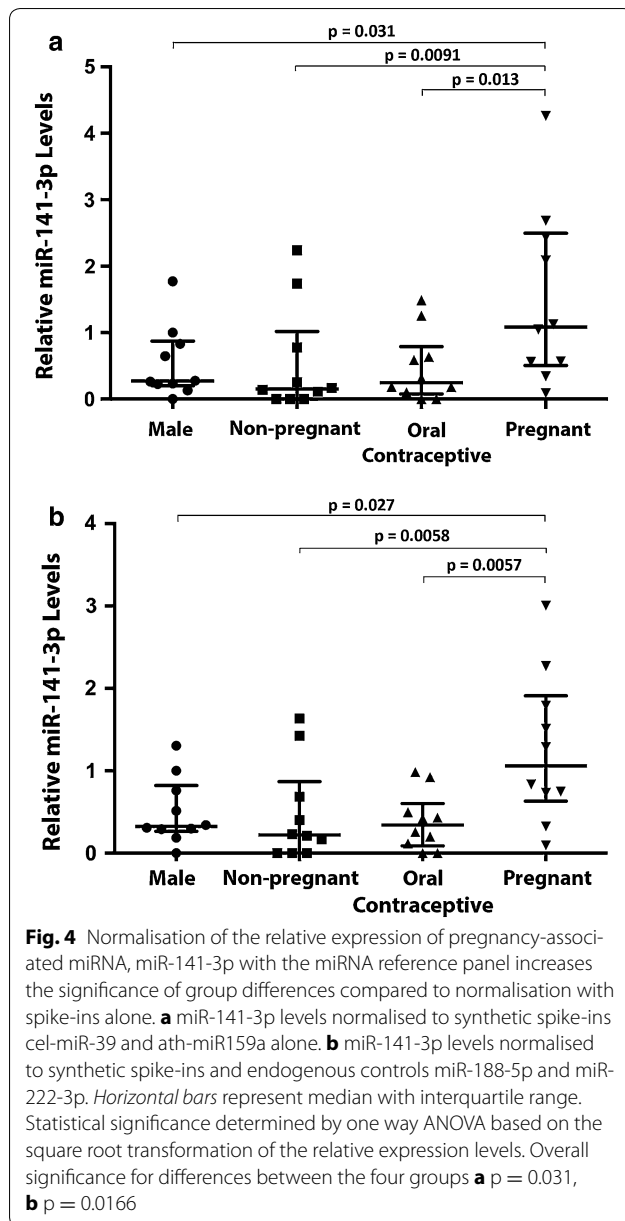 a
p = 0.031
p = 0.0091
p = 0.013
Relative miR-141-3p Levels
5
4
3
2
1
0
Male Non-pregnant Oral Contraceptive Pregnant
b
p = 0.027
p = 0.0058
p = 0.0057
Relative miR-141-3p Levels
4
3
2
1
0
Male Non-pregnant Oral Contraceptive Pregnant
Fig. 4 Normalisation of the relative expression of pregnancy-associ-
ated miRNA, miR-141-3p with the miRNA reference panel increases
the significance of group differences compared to normalisation with
spike-ins alone. a miR-141-3p levels normalised to synthetic spike-ins
cel-miR-39 and ath-miR159a alone. b miR-141-3p levels normalised
to synthetic spike-ins and endogenous controls miR-188-5p and miR-
222-3p. Horizontal bars represent median with interquartile range.
Statistical significance determined by one way ANOVA based on the
square root transformation of the relative expression levels. Overall
significance for differences between the four groups a p = 0.031,
b p = 0.0166